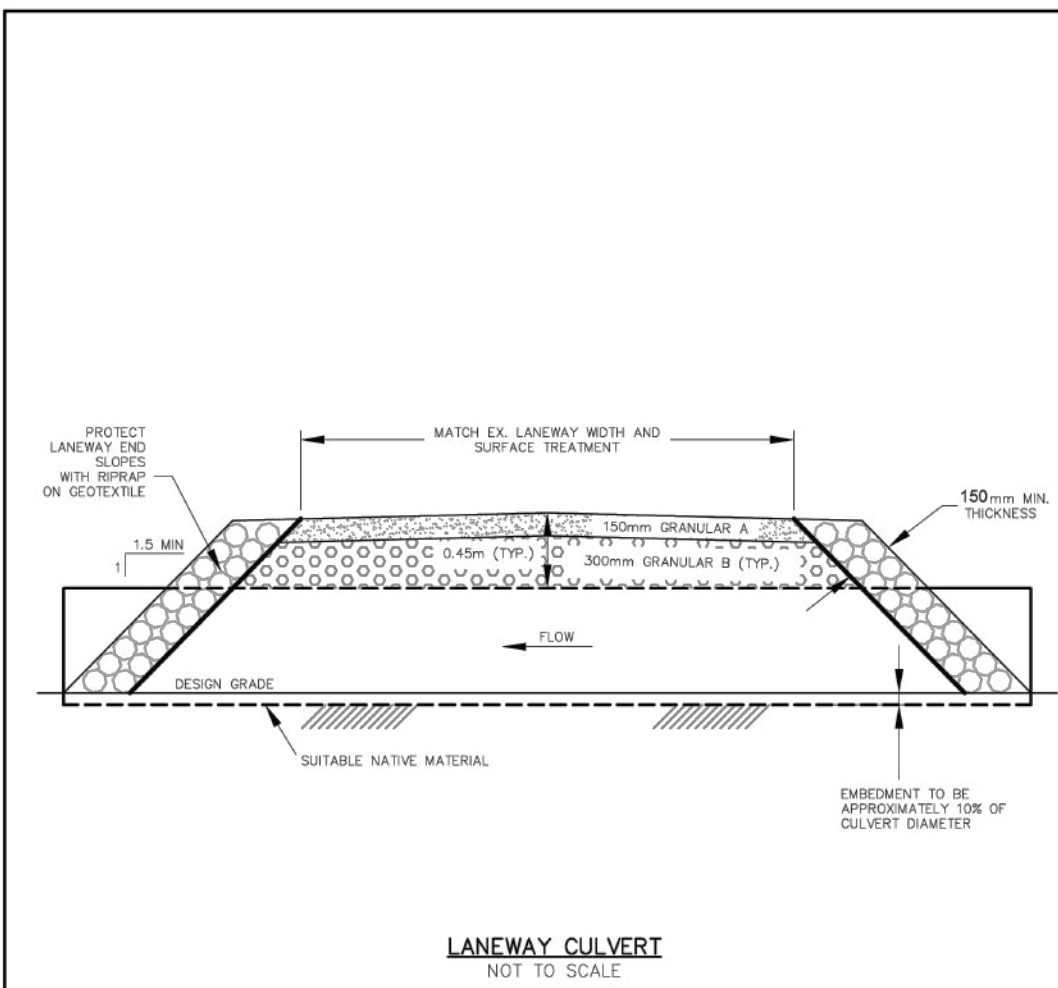 PROTECT
LANEWAY END
SLOPES
WITH RIPRAP
ON GEOTEXTILE
MATCH EX. LANEWAY WIDTH AND
SURFACE TREATMENT
150mm MIN.
THICKNESS
1.5 MIN
1
150mm GRANULAR A
0.45m (TYP.)
300mm GRANULAR B (TYP.)
FLOW
DESIGN GRADE
SUITABLE NATIVE MATERIAL
EMBEDMENT TO BE
APPROXIMATELY 10% OF
CULVERT DIAMETER
LANEWAY CULVERT
NOT TO SCALE